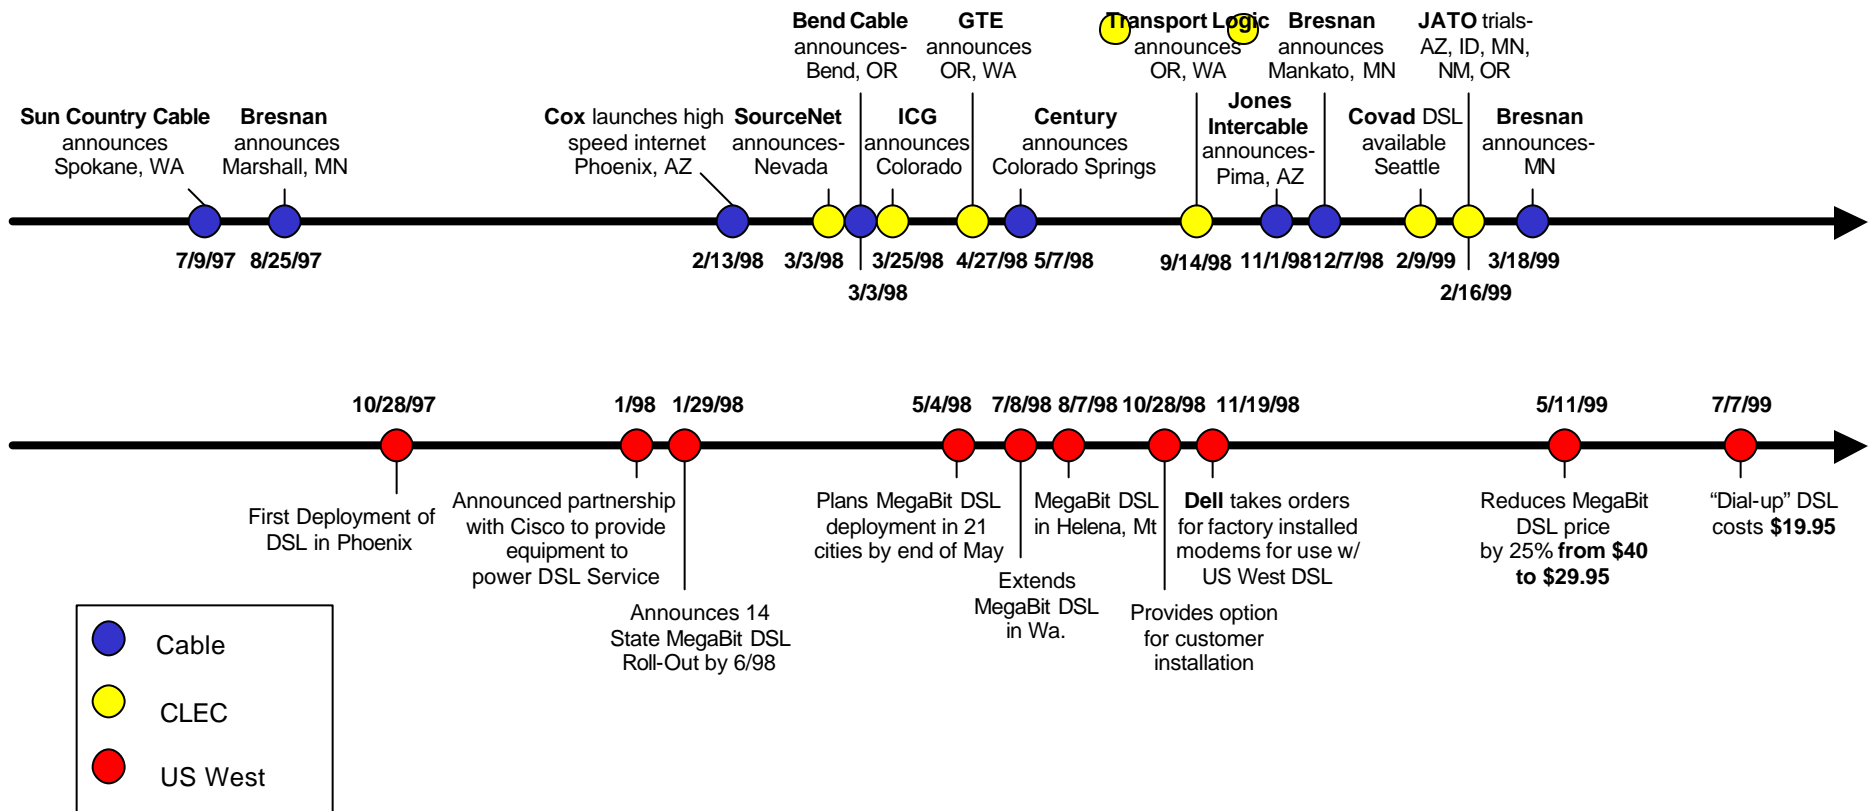 Sun Country Cable
announces
Spokane, WA
7/9/97
Bresnan
announces
Marshall, MN
8/25/97
Cox launches high
speed internet
Phoenix, AZ
2/13/98
SourceNet
announces-
Nevada
3/3/98
Bend Cable
announces-
Bend, OR
3/3/98
ICG
announces
Colorado
3/25/98
GTE
announces
OR, WA
4/27/98
Century
announces
Colorado Springs
5/7/98
Transport Logic
announces
OR, WA
9/14/98
Jones
Intercable
announces-
Pima, AZ
11/1/98
Bresnan
announces
Mankato, MN
12/7/98
Covad DSL
available
Seattle
2/9/99
JATO trials-
AZ, ID, MN,
NM, OR
2/16/99
Bresnan
announces-
MN
3/18/99
10/28/97
First Deployment of
DSL in Phoenix
1/98
Announced partnership
with Cisco to provide
equipment to
power DSL Service
1/29/98
Announces 14
State MegaBit DSL
Roll-Out by 6/98
5/4/98
Plans MegaBit DSL
deployment in 21
cities by end of May
7/8/98
Extends
MegaBit DSL
in Wa.
8/7/98
MegaBit DSL
in Helena, Mt
10/28/98
Provides option
for customer
installation
11/19/98
Dell takes orders
for factory installed
modems for use w/
US West DSL
5/11/99
Reduces MegaBit
DSL price
by 25% from $40
to $29.95
7/7/99
“Dial-up” DSL
costs $19.95
Cable
CLEC
US West